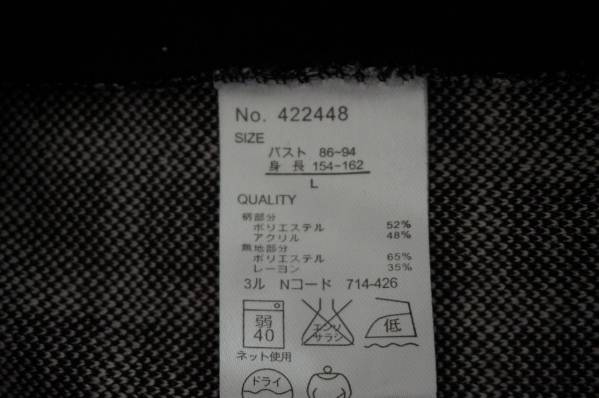 No. 422448
SIZE
バスト 86~94
身 長 154~162
L
QUALITY
柄部分
ポリエステル 52%
アクリル 48%
無地部分
ポリエステル 65%
レーヨン 35%
3ル Nコード 714-426
弱
40
エンソ
サラシ
低
ネット使用
ドライ